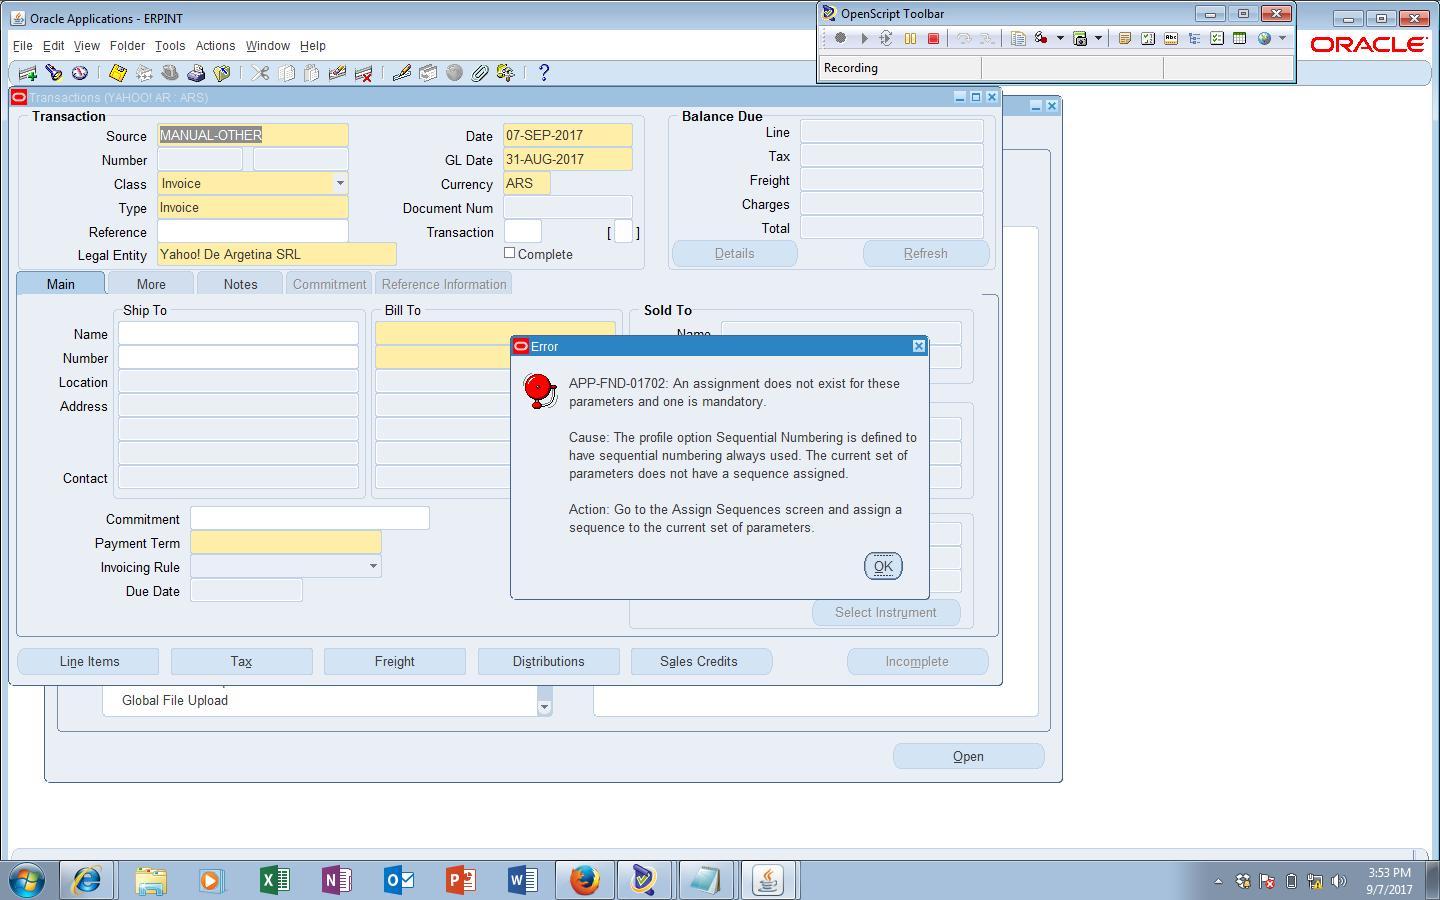 Oracle Applications - ERPINT
OpenScript Toolbar
File Edit View Folder Tools Actions Window Help
ORACLE
Recording
Transactions (YAHOO! AR : ARS)
Transaction
Source MANUAL-OTHER
Number
Class Invoice
Type Invoice
Reference
Legal Entity Yahoo! De Argetina SRL
Date 07-SEP-2017
GL Date 31-AUG-2017
Currency ARS
Document Num
Transaction [ ]
Complete
Balance Due
Line
Tax
Freight
Charges
Total
Details Refresh
Main More Notes Commitment Reference Information
Ship To Bill To Sold To
Name
Name
Number
Location
Address
Contact
Commitment
Payment Term
Invoicing Rule
Due Date
Error
APP-FND-01702: An assignment does not exist for these
parameters and one is mandatory.
Cause: The profile option Sequential Numbering is defined to
have sequential numbering always used. The current set of
parameters does not have a sequence assigned.
Action: Go to the Assign Sequences screen and assign a
sequence to the current set of parameters.
OK
Select Instrument
Line Items Tax Freight Distributions Sales Credits Incomplete
Global File Upload
Open
3:53 PM
9/7/2017